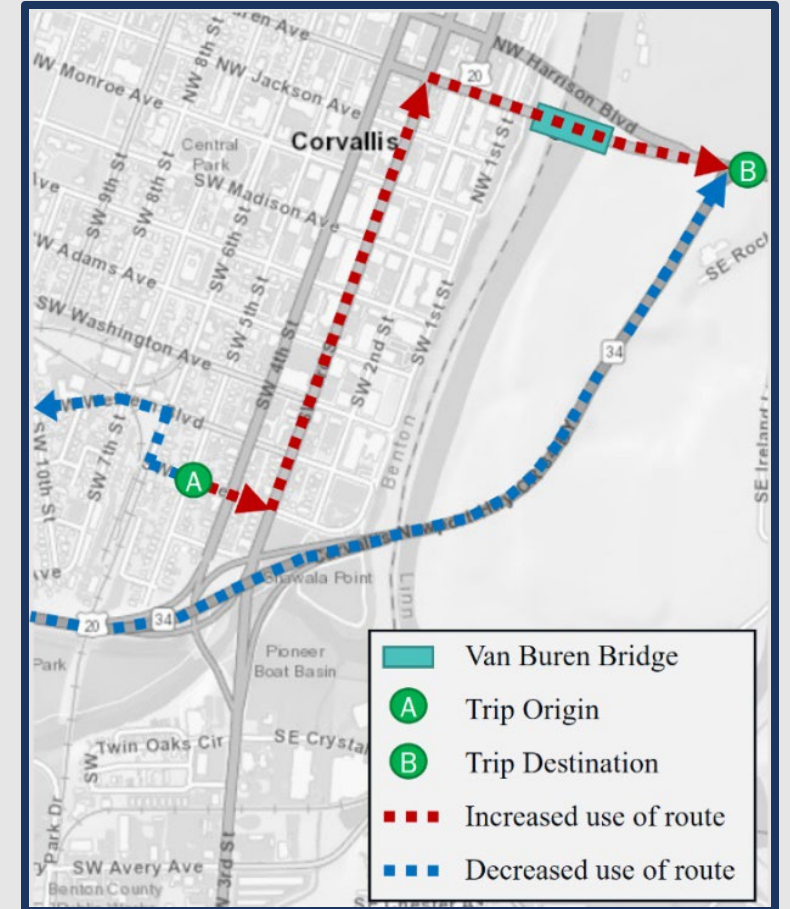 NW 8th St
NW Harrison Blvd
NW Monroe Ave
NW Jackson Ave
20
Central
Park
Corvallis
NW 1st St
B
SW 9th St
SW 8th St
SW Madison Ave
SW Adams Ave
SW 6th St
SE Rock
SW Washington Ave
SW 5th St
SW 4th St
SW 2nd St
SW 1st St
34
Blvd
SW 7th St
SW 10th St
A
Benton
SE Ireland
Shawala Point
Linn
20
34
Park
Pioneer
Boat Basin
Twin Oaks Cir
SE Crystal
SW
Park Dr
SW Avery Ave
3rd St
Benton County
Van Buren Bridge
A Trip Origin
B Trip Destination
Increased use of route
Decreased use of route